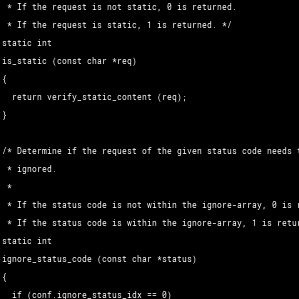 * If the request is not static, 0 is returned.
 * If the request is static, 1 is returned. */
static int
is_static (const char *req)
{
  return verify_static_content (req);
}

/* Determine if the request of the given status code needs
 * ignored.
 *
 * If the status code is not within the ignore-array, 0 is
 * If the status code is within the ignore-array, 1 is
static int
ignore_status_code (const char *status)
{
  if (conf.ignore_status_idx == 0)